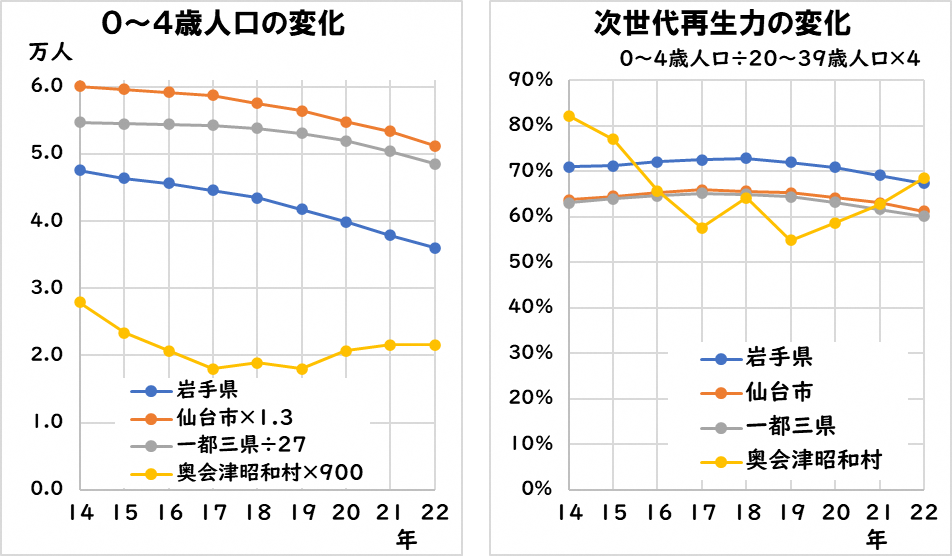 0～4歳人口の変化
万人
6.0
5.0
4.0
3.0
2.0
1.0
0.0
岩手県
仙台市×1.3
一都三県÷27
奥会津昭和村×900
14 15 16 17 18 19 20 21 22
年
次世代再生力の変化
0～4歳人口÷20～39歳人口×4
90%
80%
70%
60%
50%
40%
30%
20%
10%
0%
岩手県
仙台市
一都三県
奥会津昭和村
14 15 16 17 18 19 20 21 22
年